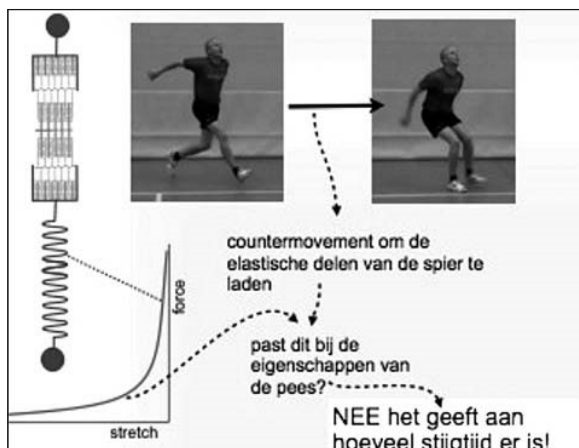 countermovement om de
elastische delen van de spier te
laden
force
past dit bij de
eigenschappen van
de pees?
stretch
NEE het geeft aan
hoeveel stijgtijd er is!